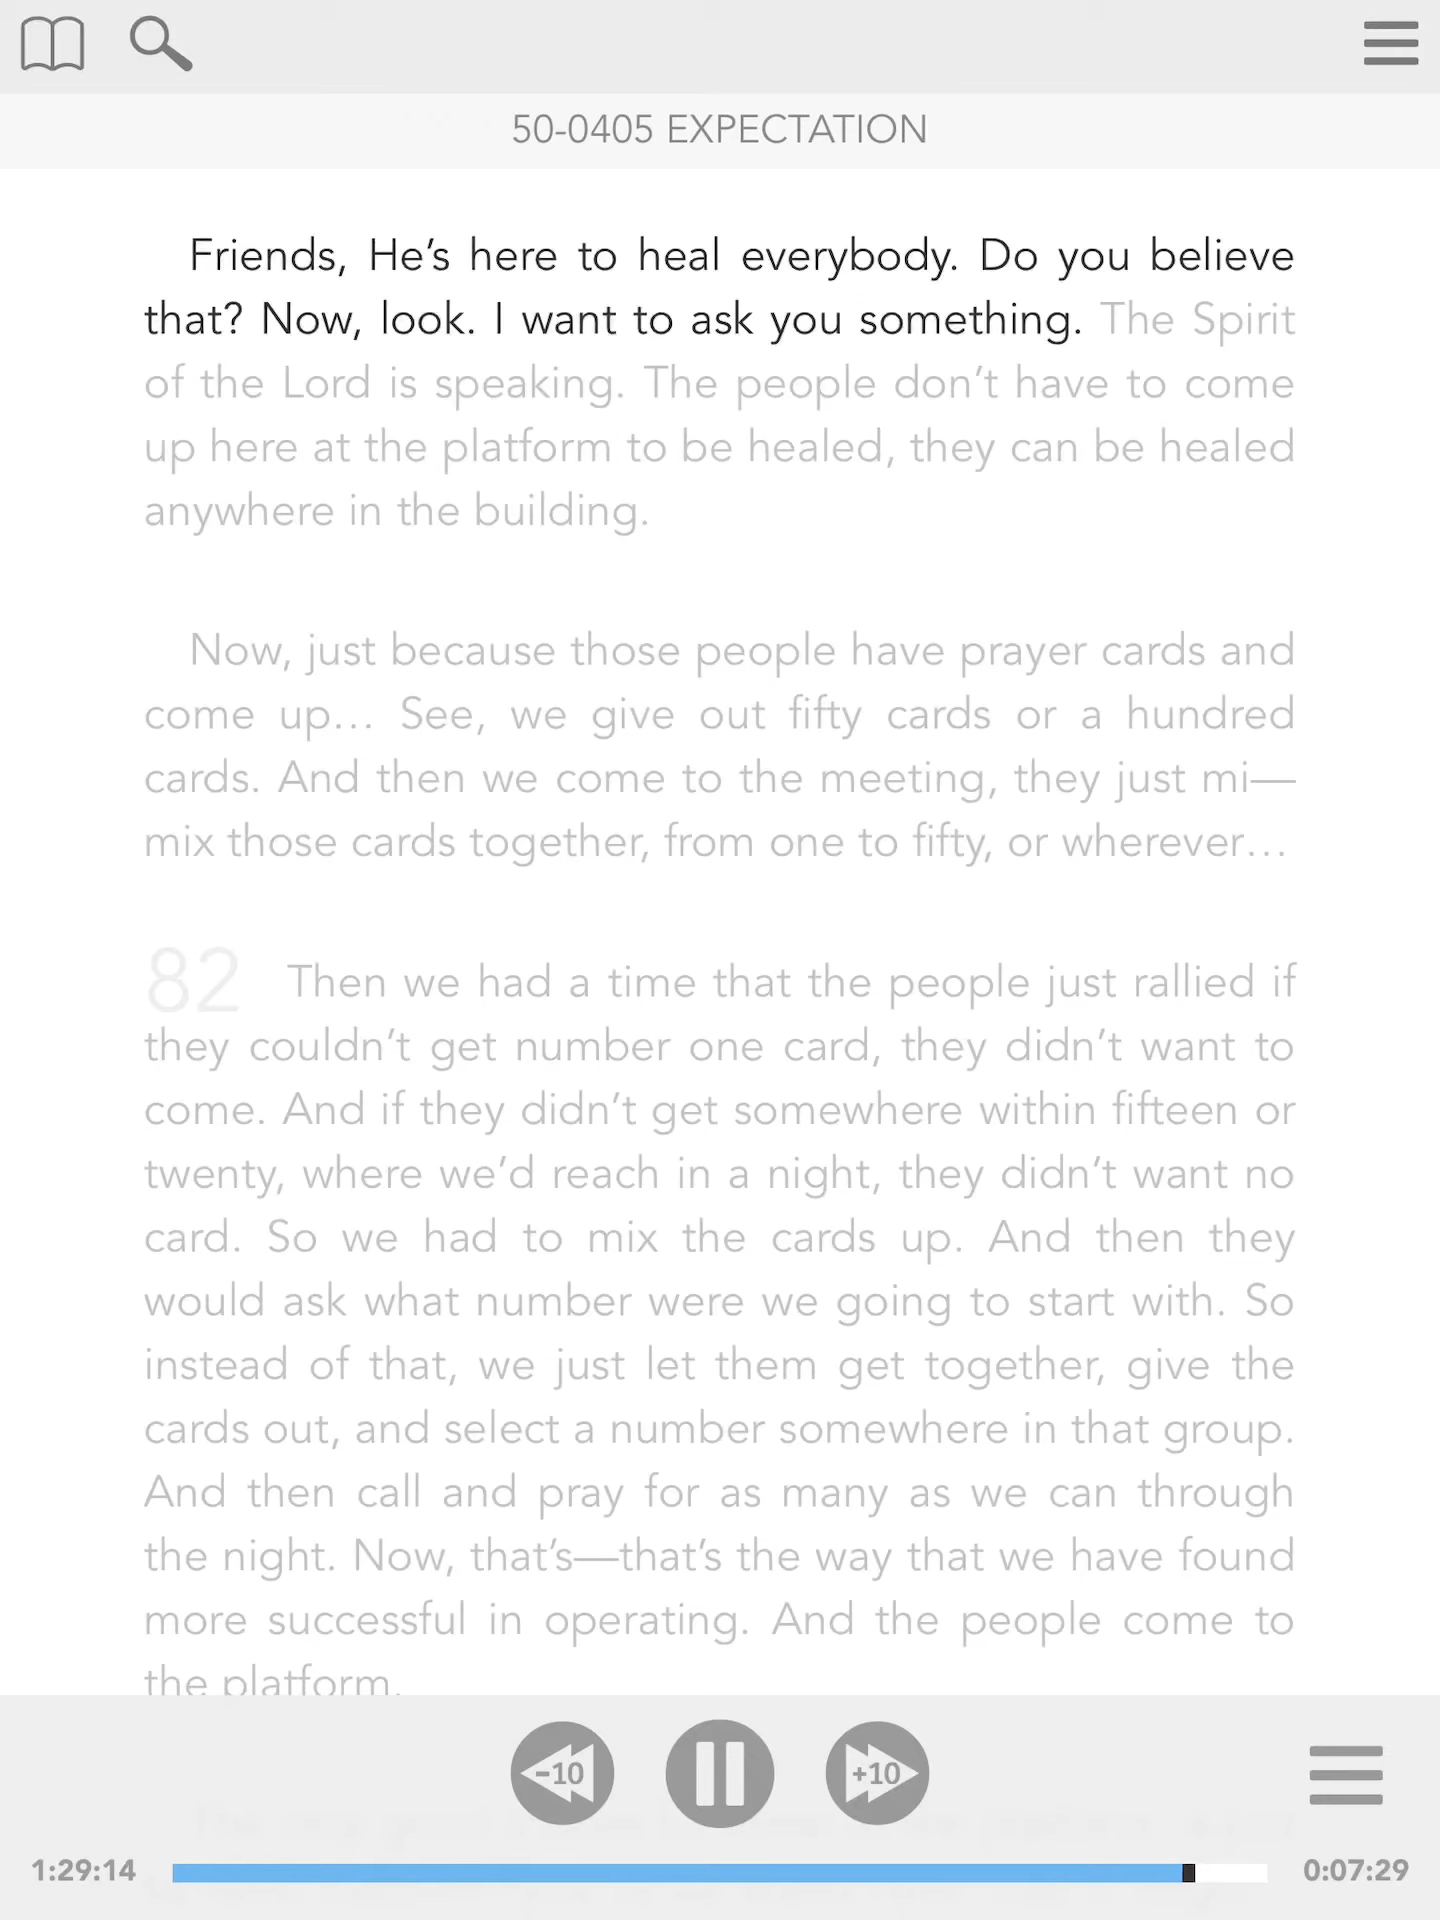 50-0405 EXPECTATION
Friends, He’s here to heal everybody. Do you believe
that? Now, look. I want to ask you something. The Spirit
of the Lord is speaking. The people don’t have to come
up here at the platform to be healed, they can be healed
anywhere in the building.
Now, just because those people have prayer cards and
come up… See, we give out fifty cards or a hundred
cards. And then we come to the meeting, they just mi—
mix those cards together, from one to fifty, or wherever…
82 Then we had a time that the people just rallied if
they couldn’t get number one card, they didn’t want to
come. And if they didn’t get somewhere within fifteen or
twenty, where we’d reach in a night, they didn’t want no
card. So we had to mix the cards up. And then they
would ask what number were we going to start with. So
instead of that, we just let them get together, give the
cards out, and select a number somewhere in that group.
And then call and pray for as many as we can through
the night. Now, that’s—that’s the way that we have found
more successful in operating. And the people come to
the platform.
-10
+10
1:29:14
0:07:29